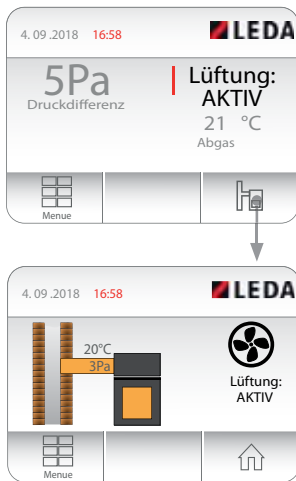 4. 09 .2018 16:58 LEDA
5Pa
Druckdifferenz
Lüftung:
AKTIV
21 °C
Abgas
Menue
4. 09 .2018 16:58 LEDA
20°C
3Pa
Lüftung:
AKTIV
Menue